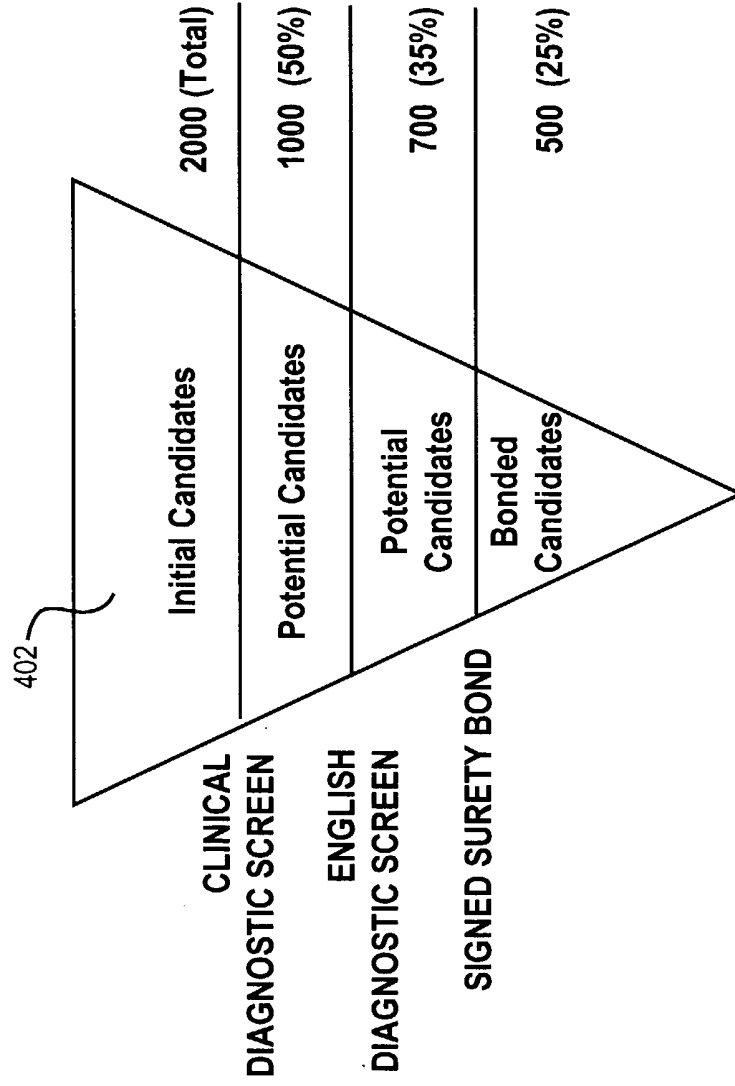 402
Initial Candidates
2000 (Total)
CLINICAL
DIAGNOSTIC SCREEN
Potential Candidates
1000 (50%)
ENGLISH
DIAGNOSTIC SCREEN
Potential
Candidates
700 (35%)
SIGNED SURETY BOND
Bonded
Candidates
500 (25%)